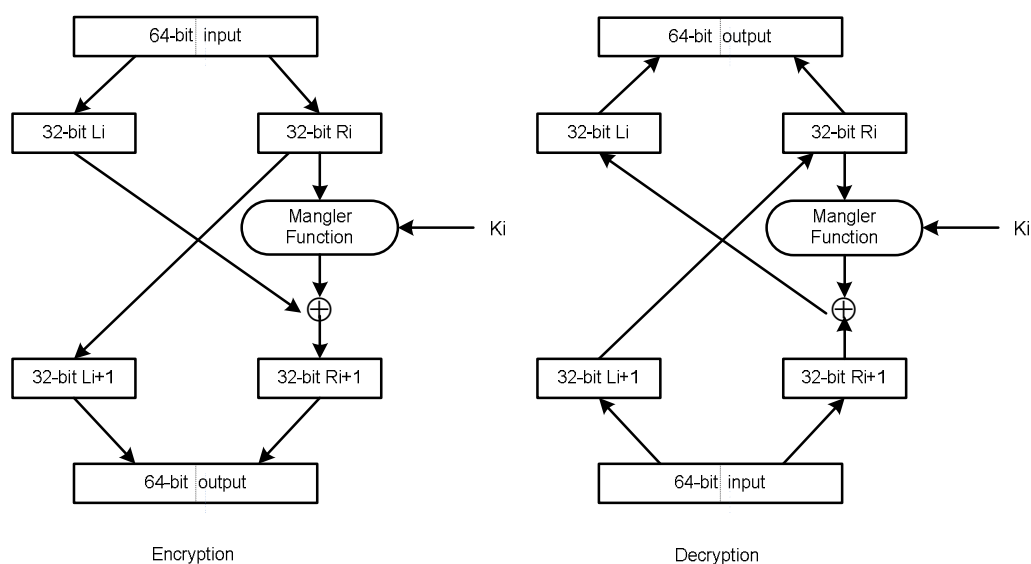 64-bit input
32-bit Li
32-bit Ri
Mangler
Function
Ki
32-bit Li+1
32-bit Ri+1
64-bit output
Encryption
64-bit output
32-bit Li
32-bit Ri
Mangler
Function
Ki
32-bit Li+1
32-bit Ri+1
64-bit input
Decryption